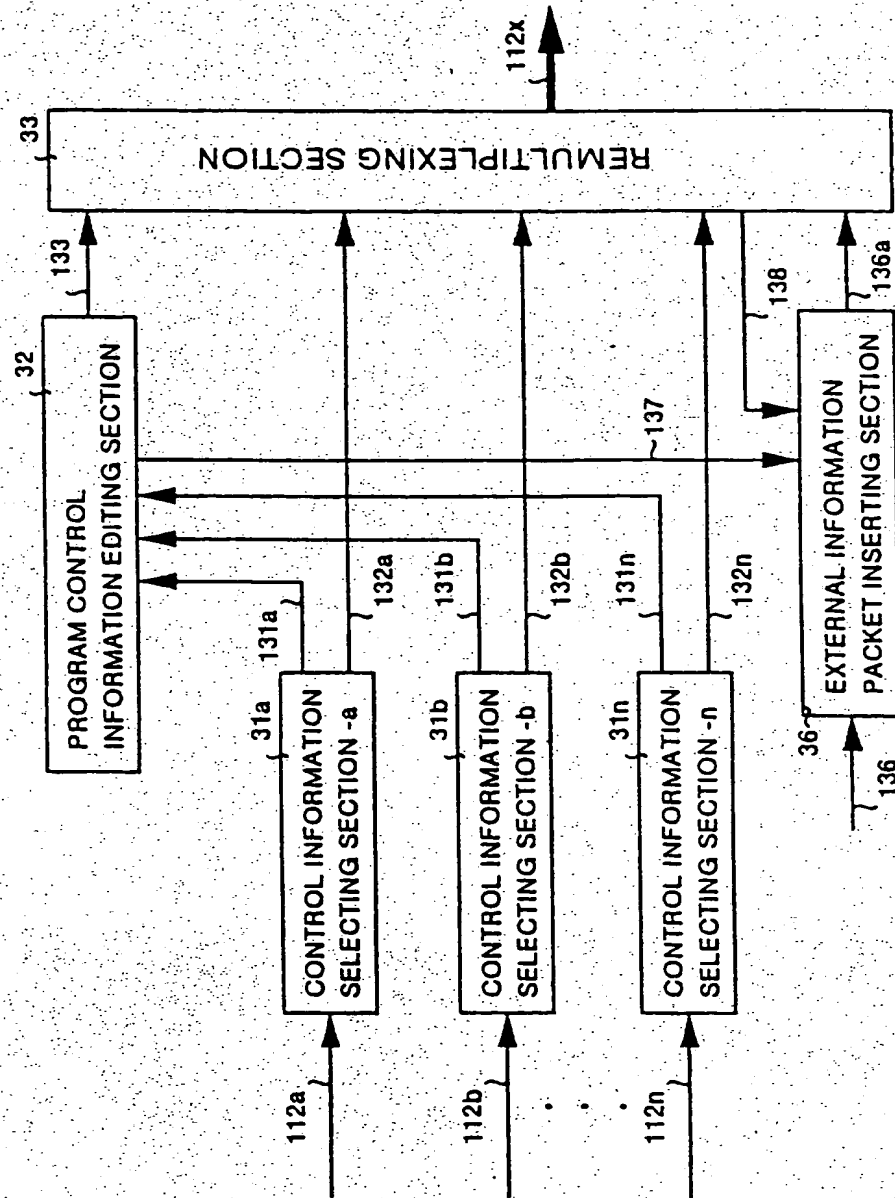 32
PROGRAM CONTROL
INFORMATION EDITING SECTION
133
33
REMULTIPLEXING SECTION
112x
112a
31a
CONTROL INFORMATION
SELECTING SECTION -a
131a
132a
112b
31b
CONTROL INFORMATION
SELECTING SECTION -b
131b
132b
112n
31n
CONTROL INFORMATION
SELECTING SECTION -n
131n
132n
137
138
136
36
EXTERNAL INFORMATION
PACKET INSERTING SECTION
136a